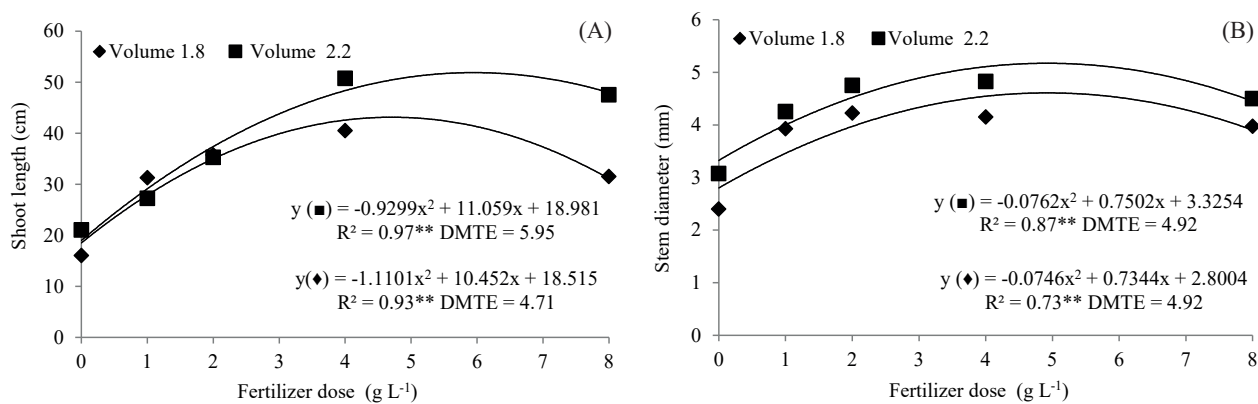 (A)
◆Volume 1.8 ■Volume 2.2
60
50
40
30
20
10
0
Shoot length (cm)
y (■) = -0.9299x² + 11.059x + 18.981
R² = 0.97** DMTE = 5.95
y(♦) = -1.1101x² + 10.452x + 18.515
R² = 0.93** DMTE = 4.71
0 1 2 3 4 5 6 7 8
Fertilizer dose (g L⁻¹)
(B)
◆Volume 1.8 ■Volume 2.2
6
5
4
3
2
1
0
Stem diameter (mm)
y (■) = -0.0762x² + 0.7502x + 3.3254
R² = 0.87** DMTE = 4.92
y (♦) = -0.0746x² + 0.7344x + 2.8004
R² = 0.73** DMTE = 4.92
0 1 2 3 4 5 6 7 8
Fertilizer dose (g L⁻¹)